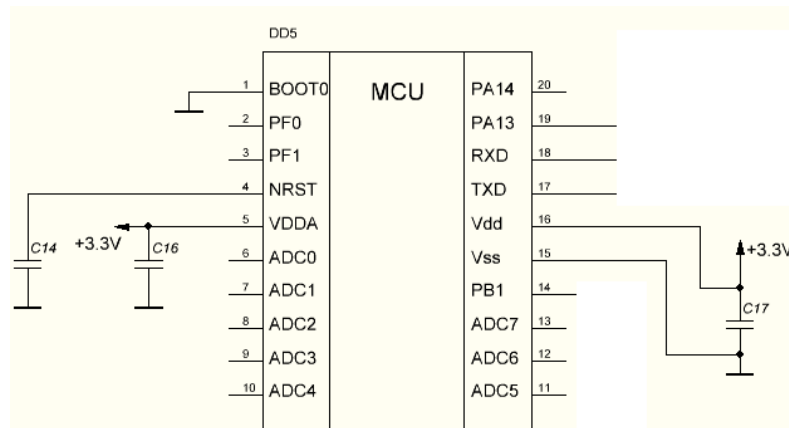 DD5
1 BOOT0 MCU PA14 20
2 PF0 PA13 19
3 PF1 RXD 18
4 NRST TXD 17
5 VDDA Vdd 16
+3.3V C14 C16 6 ADC0 Vss 15 +3.3V
7 ADC1 PB1 14 C17
8 ADC2 ADC7 13
9 ADC3 ADC6 12
10 ADC4 ADC5 11